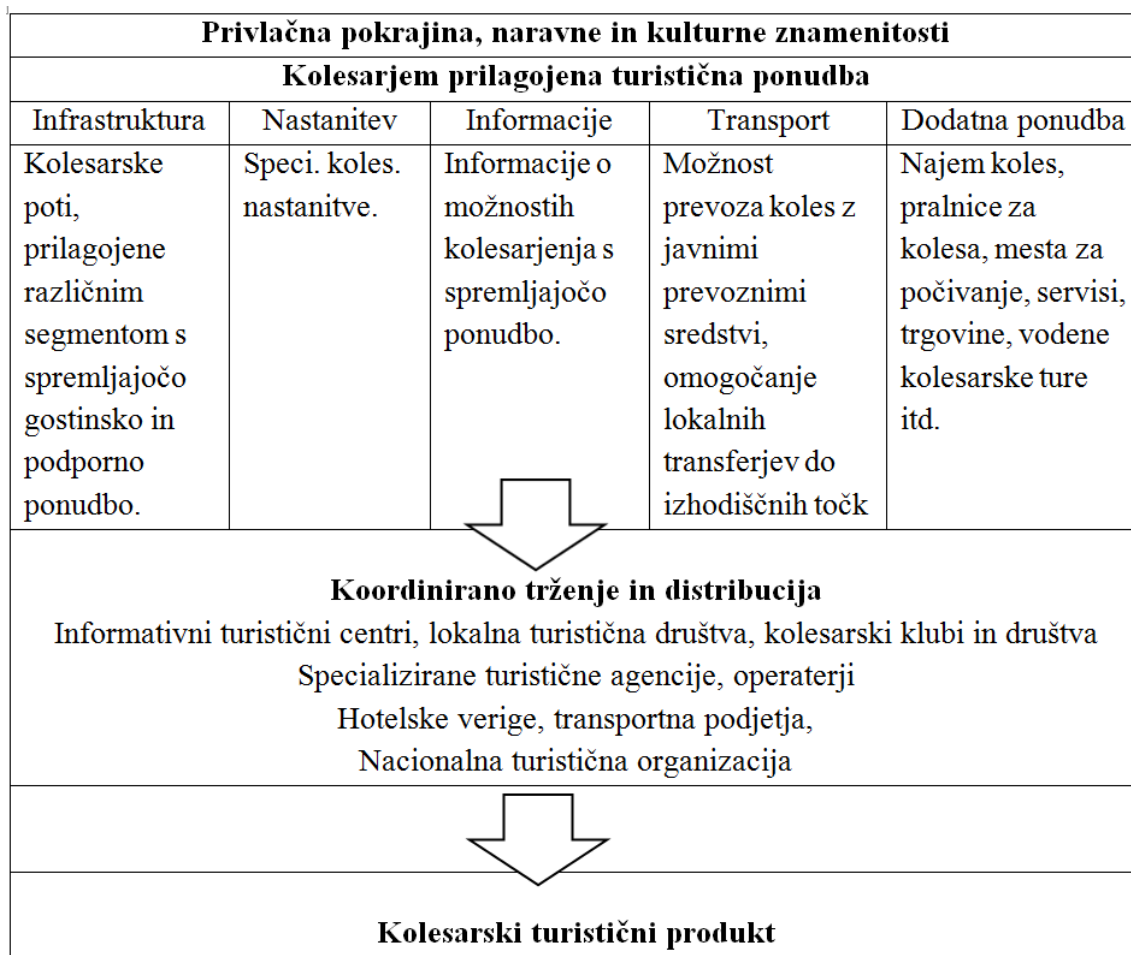 Privlačna pokrajina, naravne in kulturne znamenitosti
Kolesarjem prilagojena turistična ponudba
Infrastruktura
Nastanitev
Informacije
Transport
Dodatna ponudba
Kolesarske
poti,
prilagojene
različnim
segmentom s
spremljajočo
gostinsko in
podporno
ponudbo.
Speci. koles.
nastanitve.
Informacije o
možnostih
kolesarjenja s
spremljajočo
ponudbo.
Možnost
prevoza koles z
javnimi
prevoznimi
sredstvi,
omogočanje
lokalnih
transferjev do
izhodiščnih točk
Najem koles,
pralnice za
kolesa, mesta za
počivanje, servisi,
trgovine, vodene
kolesarske ture
itd.
Koordinirano trženje in distribucija
Informativni turistični centri, lokalna turistična društva, kolesarski klubi in društva
Specializirane turistične agencije, operaterji
Hotelske verige, transportna podjetja,
Nacionalna turistična organizacija
Kolesarski turistični produkt